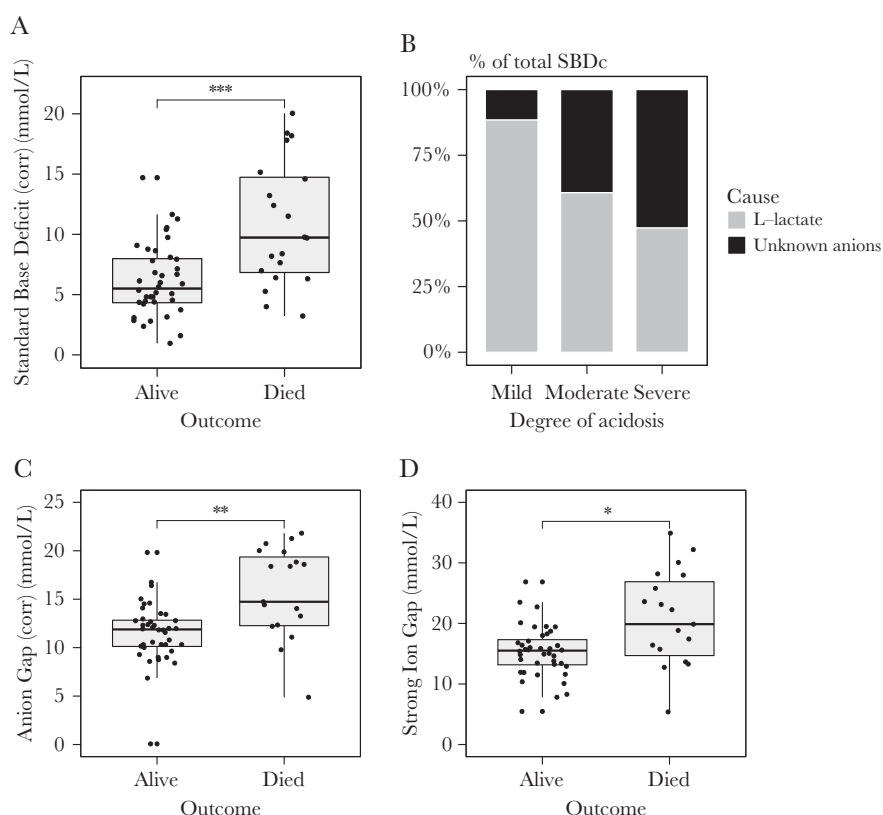 A
Standard Base Deficit (corr) (mmol/L)
20
15
10
5
0
***
Alive
Died
Outcome
B
% of total SBDc
100%
75%
50%
25%
0%
Mild
Moderate
Severe
Degree of acidosis
Cause
L–lactate
Unknown anions
C
Anion Gap (corr) (mmol/L)
25
20
15
10
5
0
**
Alive
Died
Outcome
D
Strong Ion Gap (mmol/L)
40
30
20
10
0
*
Alive
Died
Outcome